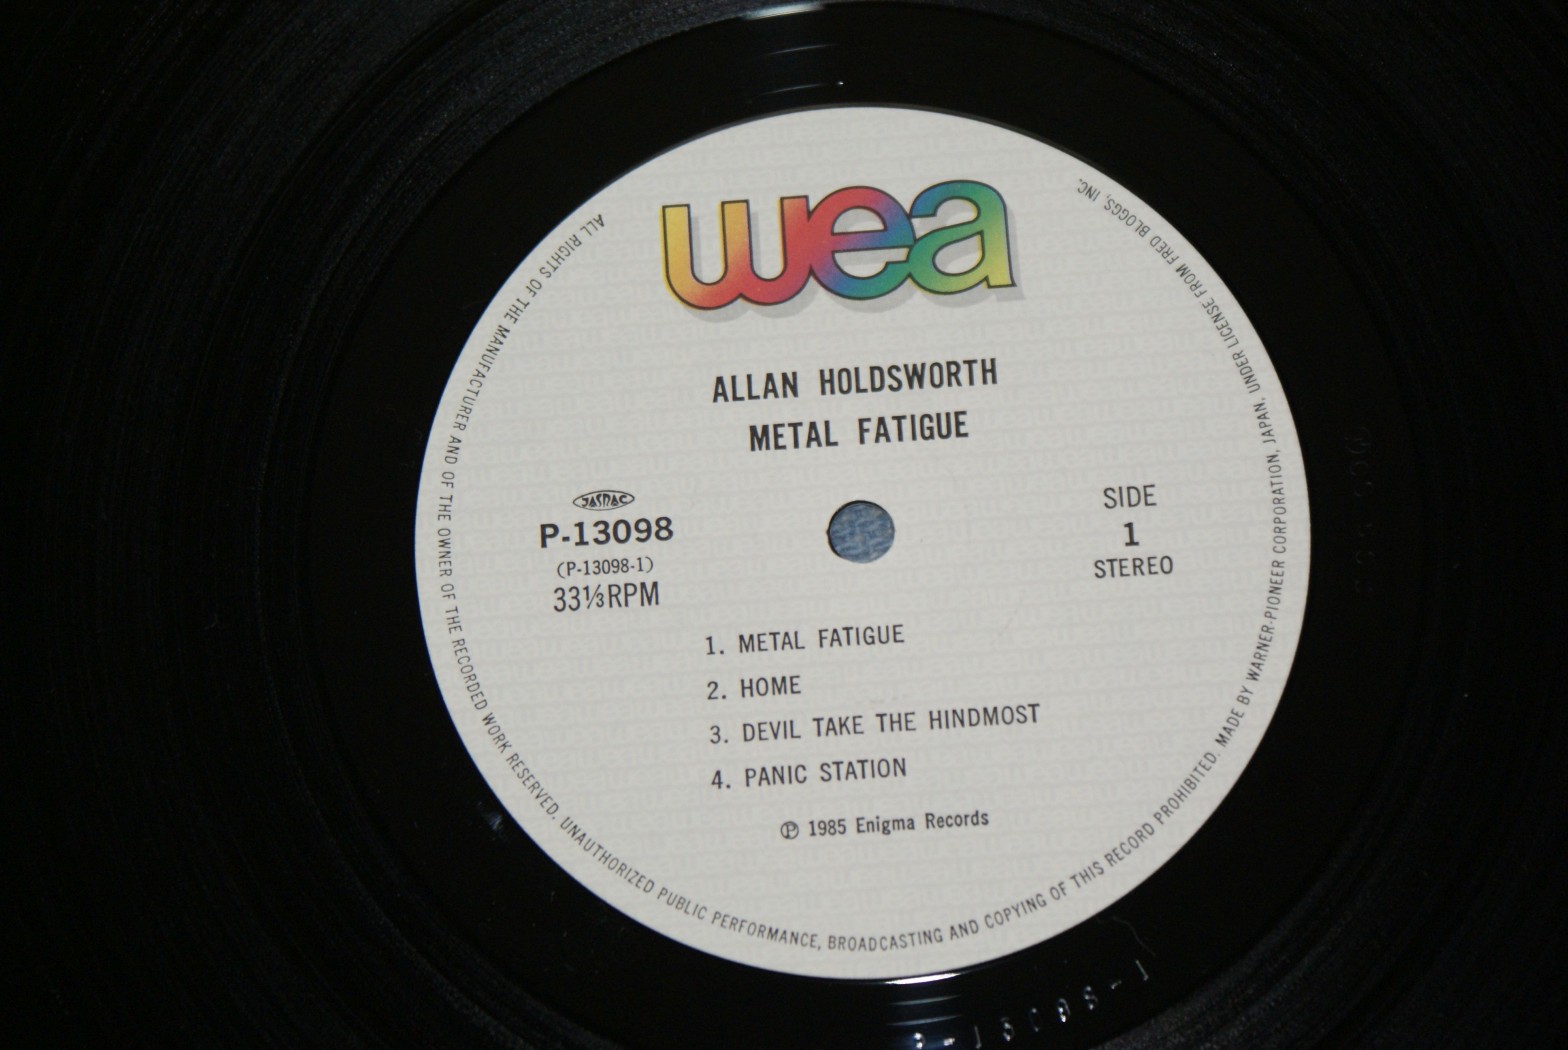 wea
ALLAN HOLDSWORTH
METAL FATIGUE
JASRAC
P-13098
(P-13098-1)
33⅓RPM
SIDE
1
STEREO
1. METAL FATIGUE
2. HOME
3. DEVIL TAKE THE HINDMOST
4. PANIC STATION
Ⓟ 1985 Enigma Records
ALL RIGHTS OF THE MANUFACTURER AND OF THE OWNER OF THE RECORDED WORK RESERVED. UNAUTHORIZED PUBLIC PERFORMANCE, BROADCASTING AND COPYING OF THIS RECORD PROHIBITED. MADE BY WARNER-PIONEER CORPORATION, JAPAN. UNDER LICENSE FROM FRED BLOGGS, INC.
P-13098-1